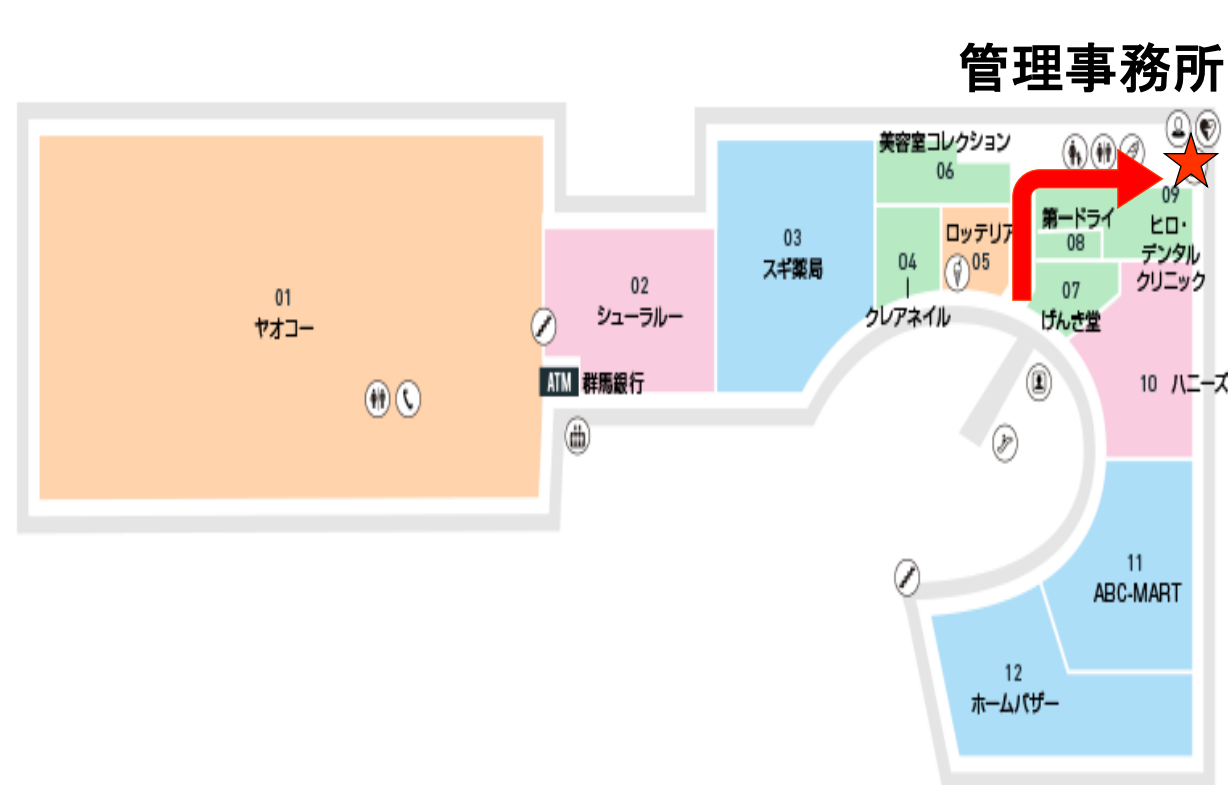 管理事務所
美容室コレクション
06
09
ヒロ・
デンタル
クリニック
第一ドライ
08
ロッテリア
05
03
スギ薬局
04
クレアネイル
07
げんき堂
02
シューラルー
01
ヤオコー
ATM 群馬銀行
10 ハニーズ
11
ABC-MART
12
ホームバザー